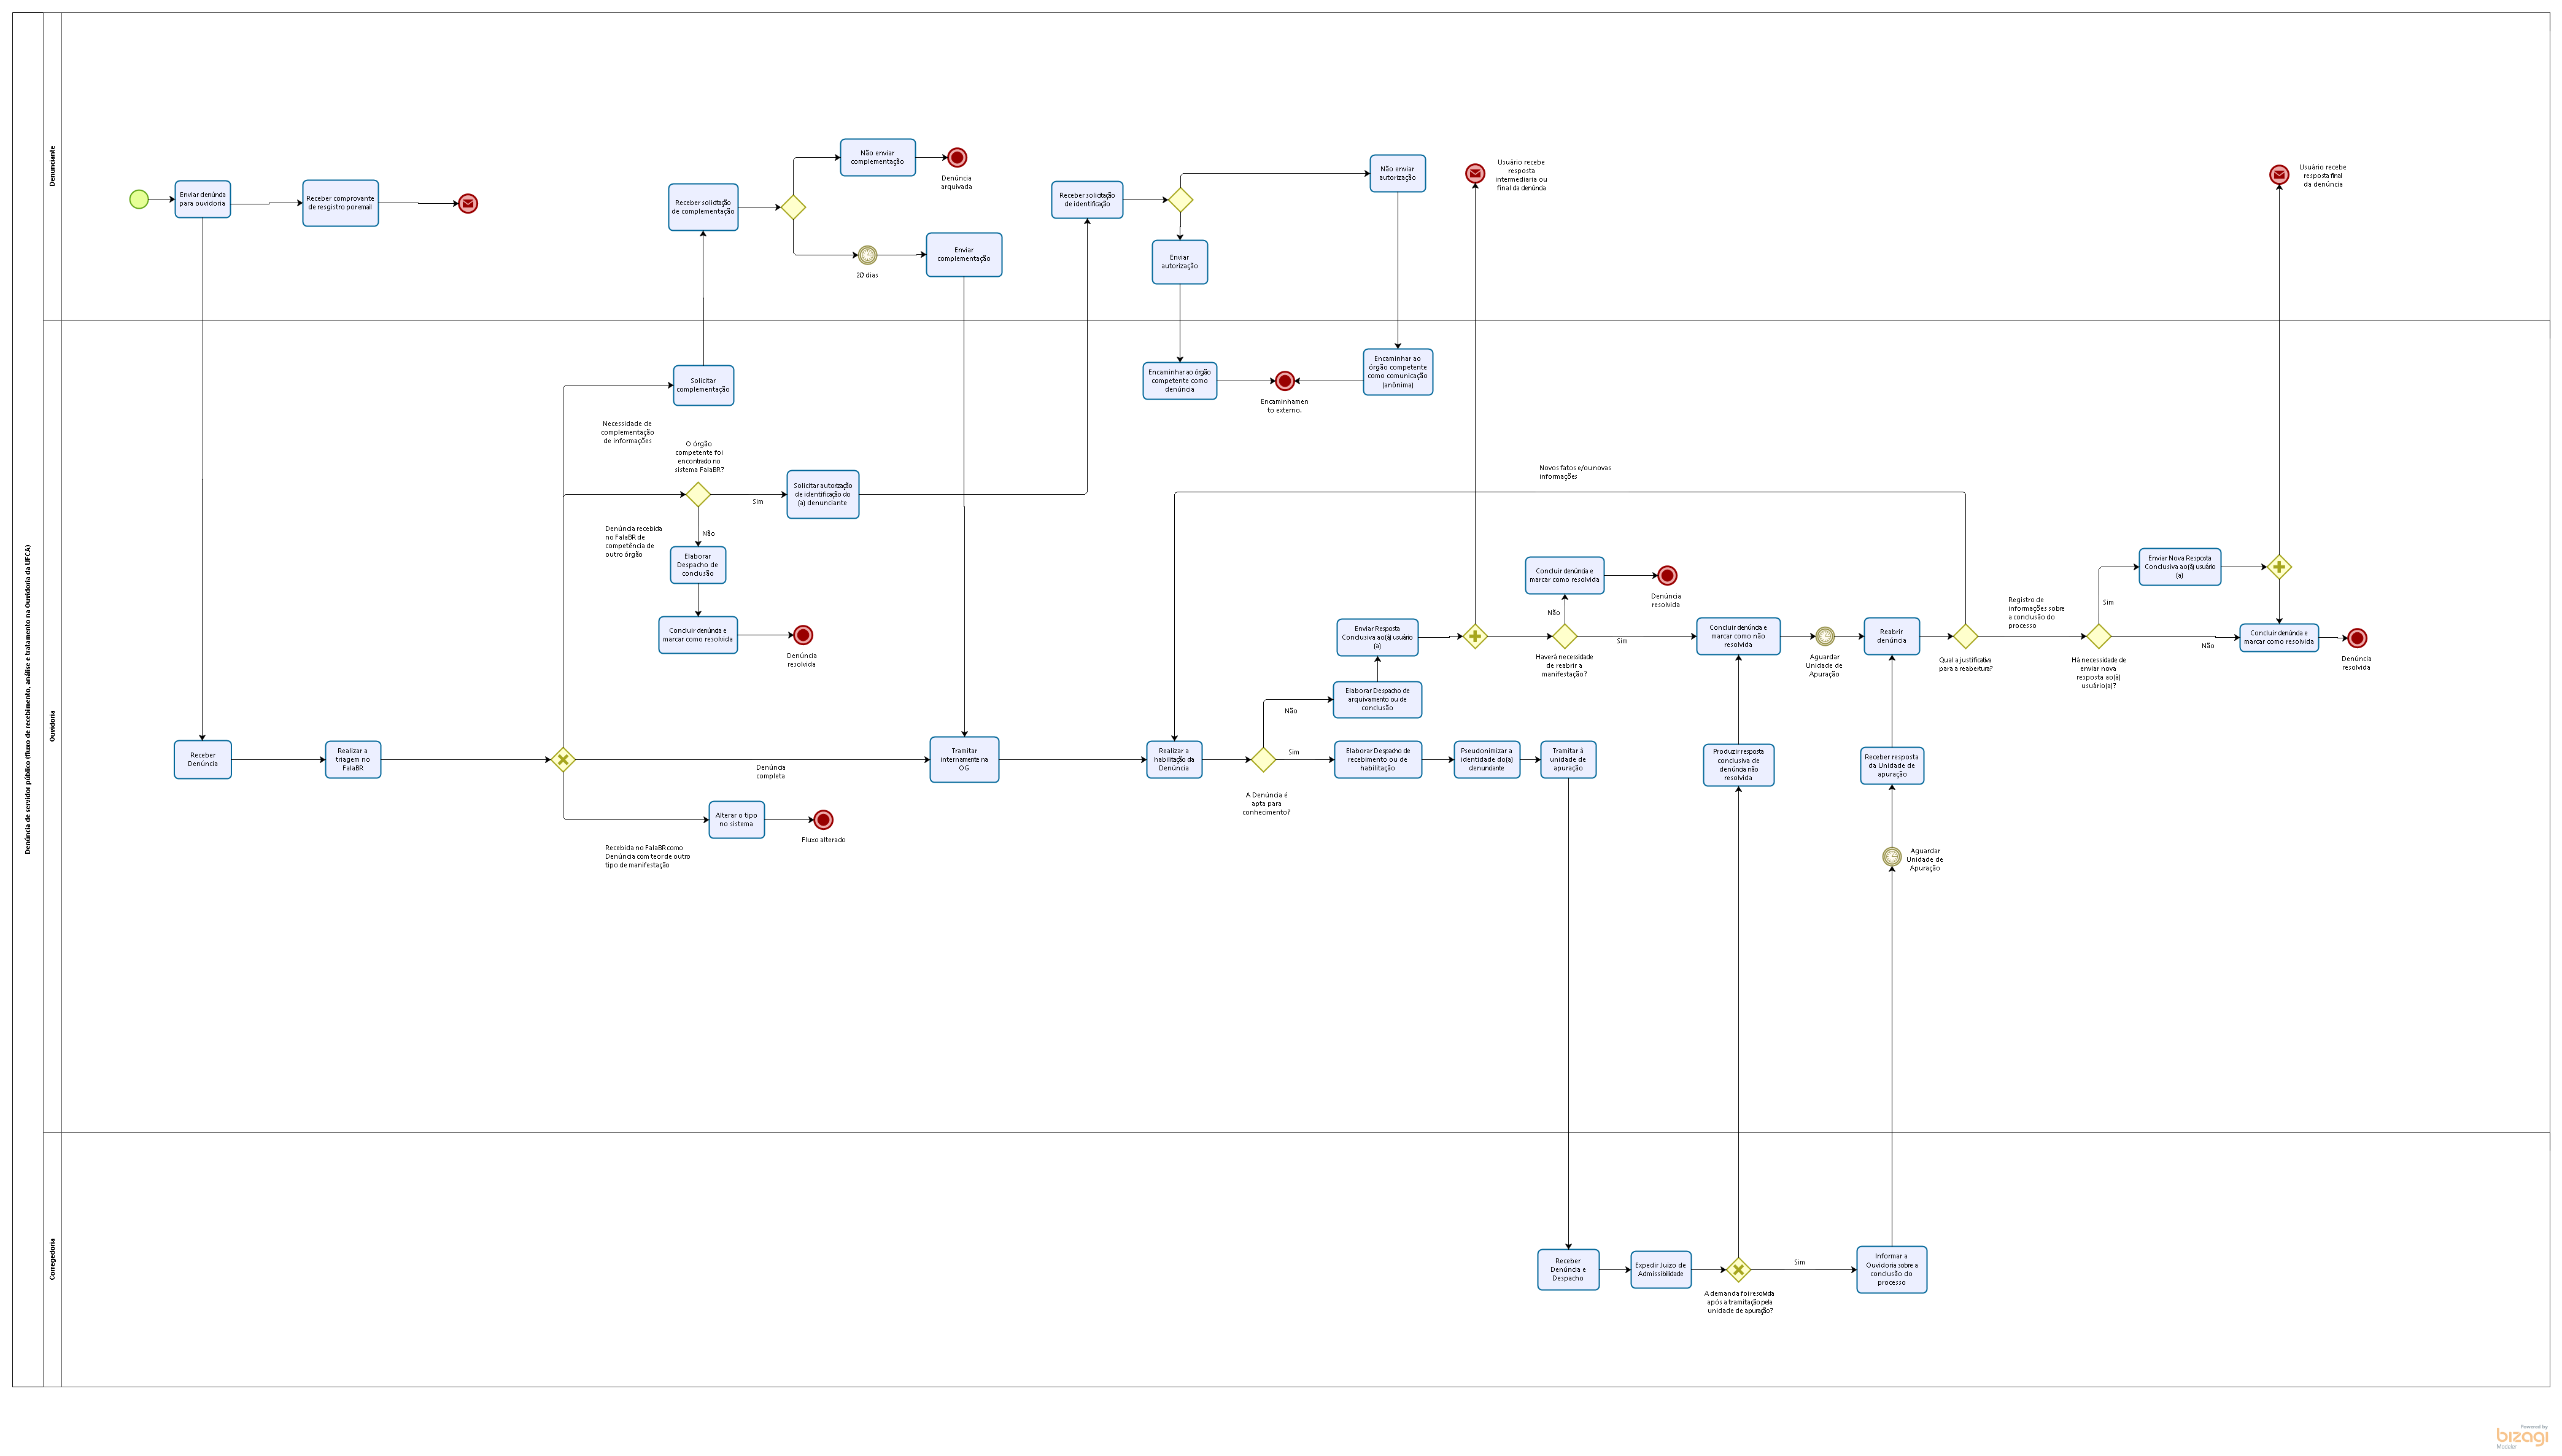 Denúncia de servidor público (fluxo de recebimento, análise e tratamento na Ouvidoria da UFCA)
Denunciante
Enviar denúnda
para ouvidoria
Receber comprovante
de resgistro por email
Receber solicitação
de complementação
Não enviar
complementação
Denúncia
arquivada
20 dias
Enviar
complementação
Receber solicitação
de identificação
Enviar
autorização
Não enviar
autorização
Usuário recebe
resposta
intermediaria ou
final da denúnda
Usuário recebe
resposta final
da denúncia
Ouvidoria
Solicitar
complementação
Necessidade de
complementação
de informações
O órgão
competente foi
encontrado no
sistema FalaBR?
Sim
Solicitar autorização
de identificação do
(a) denunciante
Denúncia recebida
no FalaBR de
competência de
outro órgão
Não
Elaborar
Despacho de
conclusão
Concluir denúnda e
marcar como resolvida
Denúncia
resolvida
Encaminhar ao órgão
competente como
denúncia
Encaminhamen
to externo.
Encaminhar ao
órgão competente
como comunicação
(anônima)
Receber
Denúncia
Realizar a
triagem no
FalaBR
Denúncia
completa
Alterar o tipo
no sistema
Fluxo alterado
Recebida no FalaBR como
Denúncia com teor de outro
tipo de manifestação
Tramitar
internamente na
OG
Realizar a
habilitação da
Denúncia
A Denúncia é
apta para
conhecimento?
Não
Sim
Elaborar Despacho de
arquivamento ou de
conclusão
Enviar Resposta
Conclusiva ao(à) usuário
(a)
Elaborar Despacho de
recebimento ou de
habilitação
Pseudonimizar a
identidade do(a)
denundante
Tramitar à
unidade de
apuração
Novos fatos e/ou novas
informações
Concluir denúnda e
marcar como resolvida
Denúncia
resolvida
Não
Haverá necessidade
de reabrir a
manifestação?
Sim
Concluir denúnda e
marcar como não
resolvida
Aguardar
Unidade de
Apuração
Reabrir
denúncia
Qual a justificativa
para a reabertura?
Registro de
informações sobre
a conclusão do
processo
Há necessidade de
enviar nova
resposta ao(à)
usuário(a)?
Sim
Enviar Nova Resposta
Conclusiva ao(à) usuário
(a)
Não
Concluir denúnda e
marcar como resolvida
Denúncia
resolvida
Produzir resposta
conclusiva de
denúnda não
resolvida
Receber resposta
da Unidade de
apuração
Aguardar
Unidade de
Apuração
Corregedoria
Receber
Denúncia e
Despacho
Expedir Juizo de
Admissibilidade
A demanda foi resolvida
após a tramitação pela
unidade de apuração?
Sim
Informar a
Ouvidoria sobre a
conclusão do
processo
Powered by
bizagi
Modeler